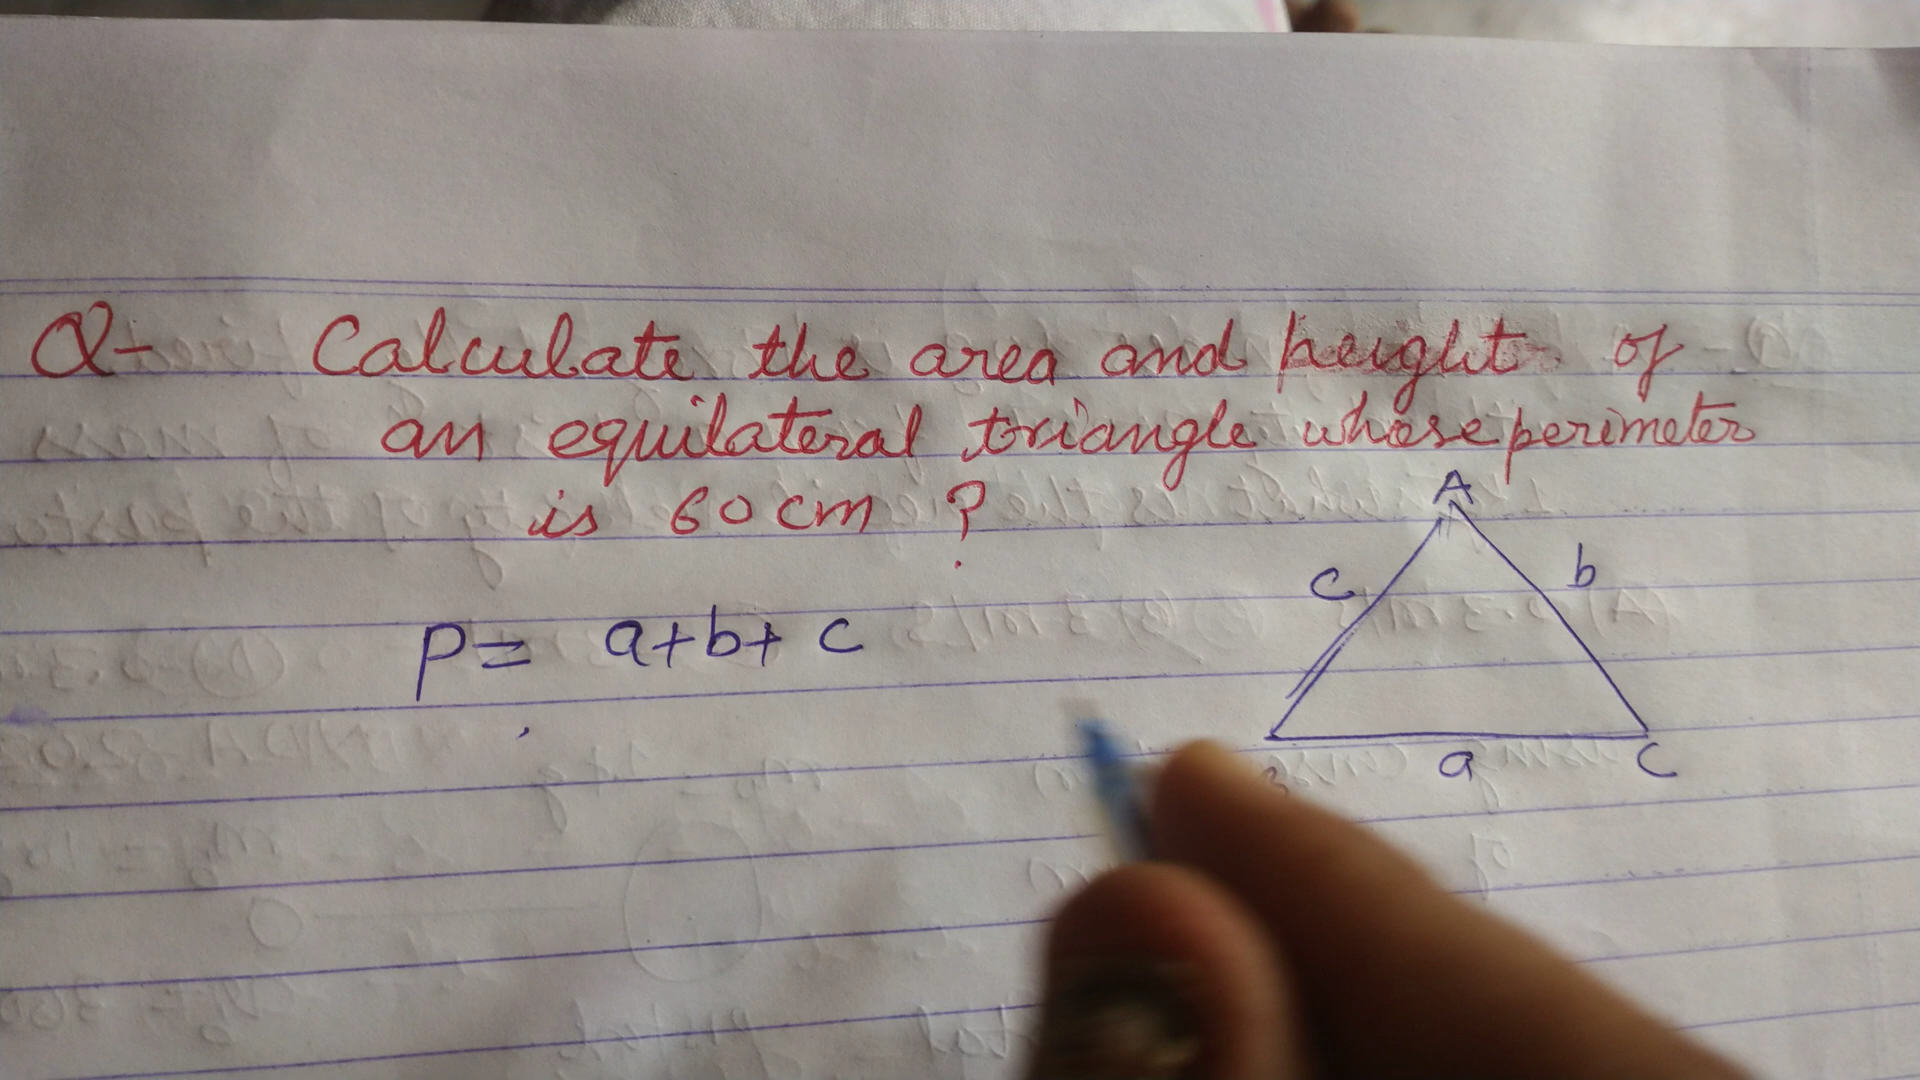 Q- Calculate the area and height of
an equilateral triangle whose perimeter
is 60 cm ?
A
c b
P = a+b+c
a C